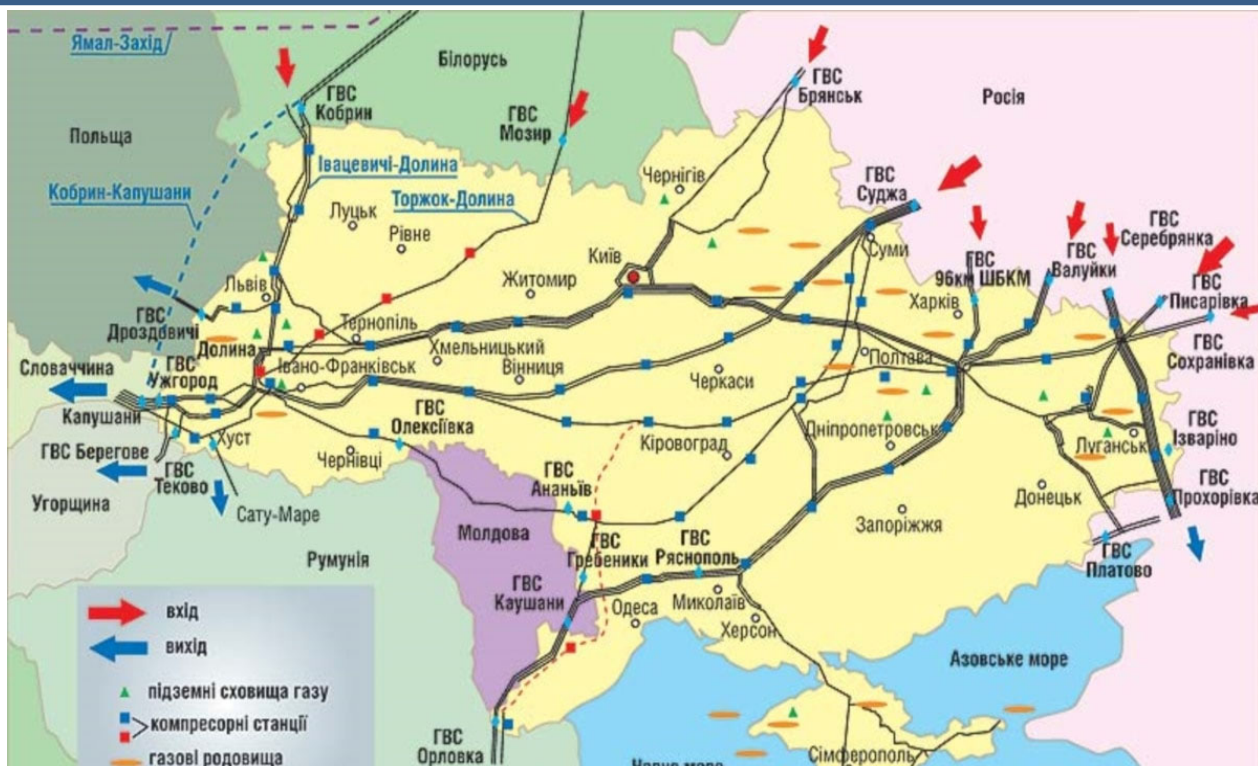 Ямал-Захід
Білорусь
ГВС
Брянськ
Росія
Польща
ГВС
Кобрин
ГВС
Мозир
Івацевичі-Долина
Кобрин-Капушани
Торжок-Долина
Чернігів
ГВС
Суджа
Луцьк
Рівне
Київ
Суми
ГВС
Серебрянка
ГВС
Валуйки
ГВС
96км ШБКМ
ГВС
Писарівка
Житомир
Харків
Львів
ГВС
Дроздовичі
Тернопіль
ГВС
Сохранівка
Долина
Хмельницький
Полтава
Словаччина
ГВС
Ужгород
Івано-Франківськ
Вінниця
Черкаси
Капушани
ГВС
Олексіївка
Хуст
Кіровоград
Дніпропетровськ
Луганськ
ГВС
Ізваріно
ГВС Берегове
Чернівці
ГВС
Теково
ГВС
Ананьїв
Донецьк
ГВС
Прохорівка
Угорщина
Сату-Маре
Молдова
Запоріжжя
ГВС
Гребеники
ГВС
Ряснополь
ГВС
Платово
Румунія
ГВС
Каушани
Одеса
Миколаїв
Херсон
Азовське море
вхід
вихід
підземні сховища газу
компресорні станції
газові родовища
ГВС
Орловка
Сімферополь